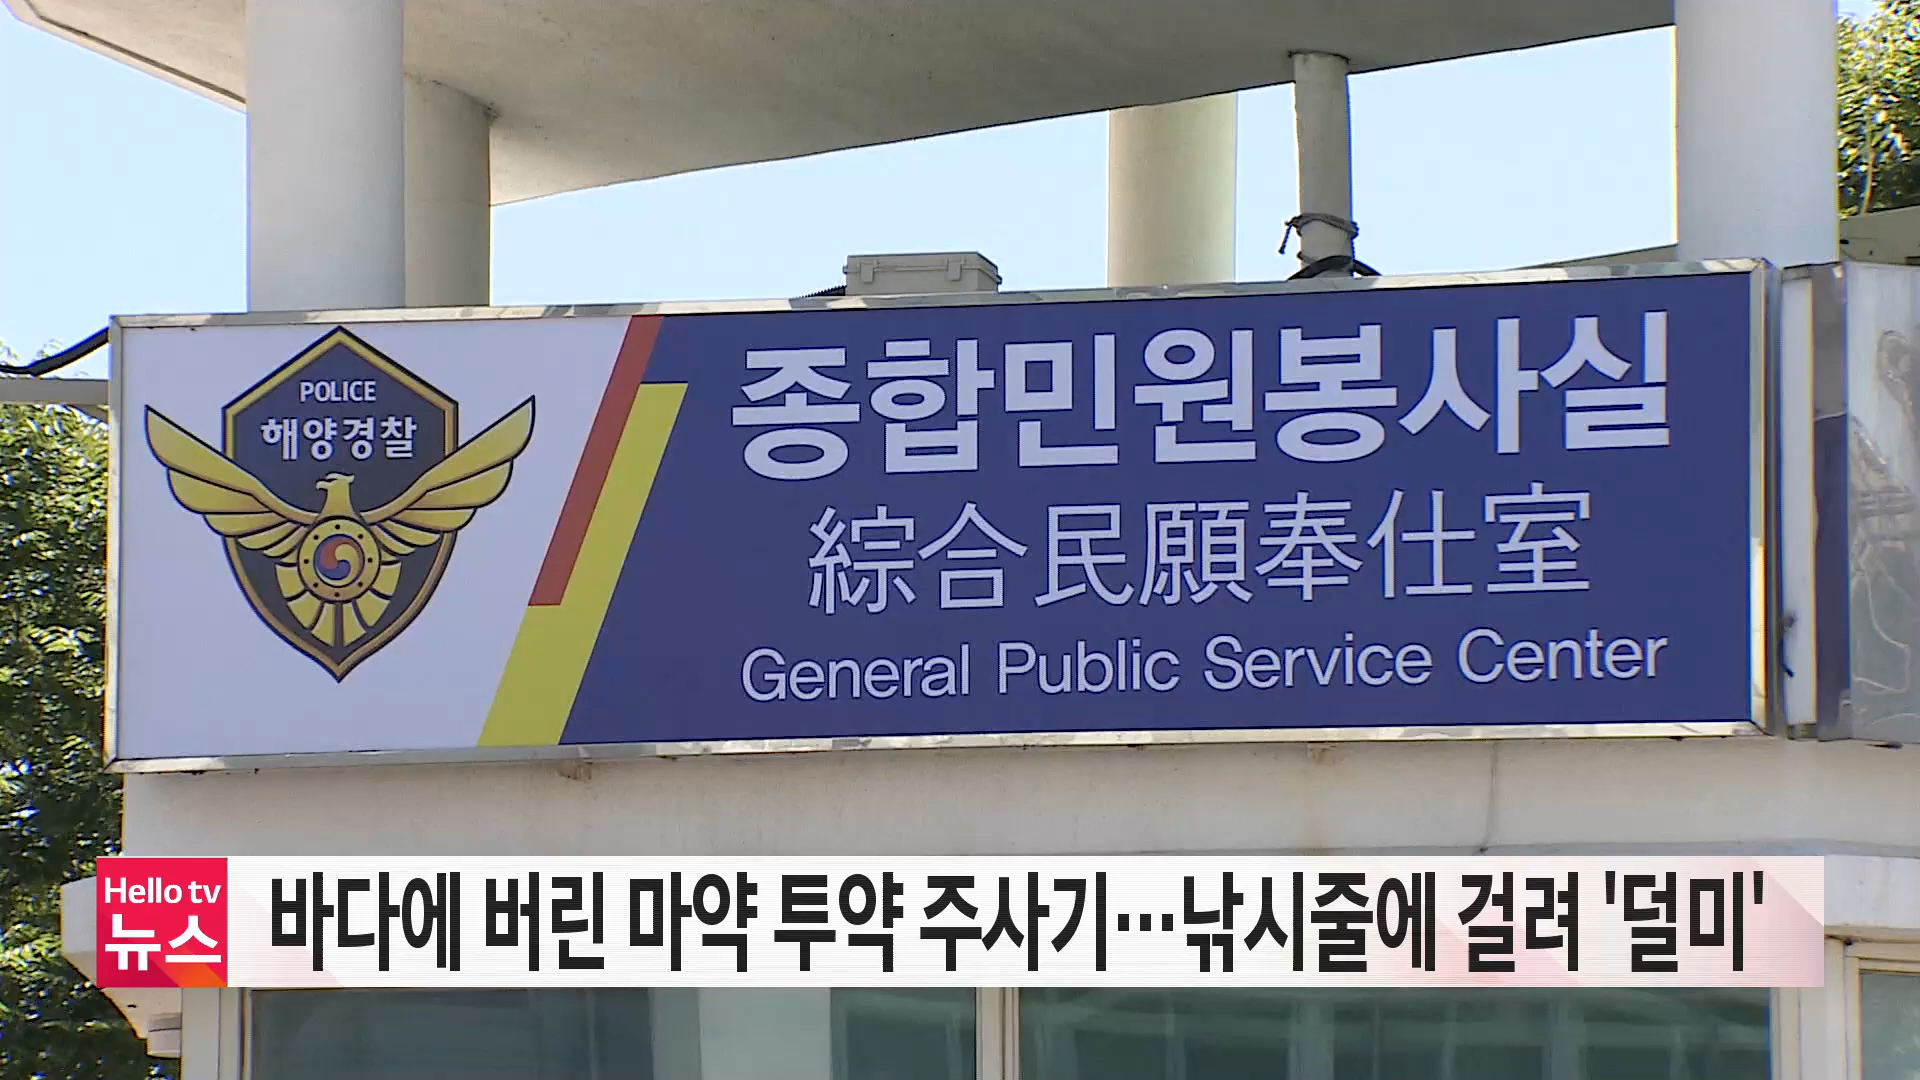 POLICE
해양경찰
종합민원봉사실
綜合民願奉仕室
General Public Service Center
Hello tv
뉴스
바다에 버린 마약 투약 주사기…낚시줄에 걸려 '덜미'